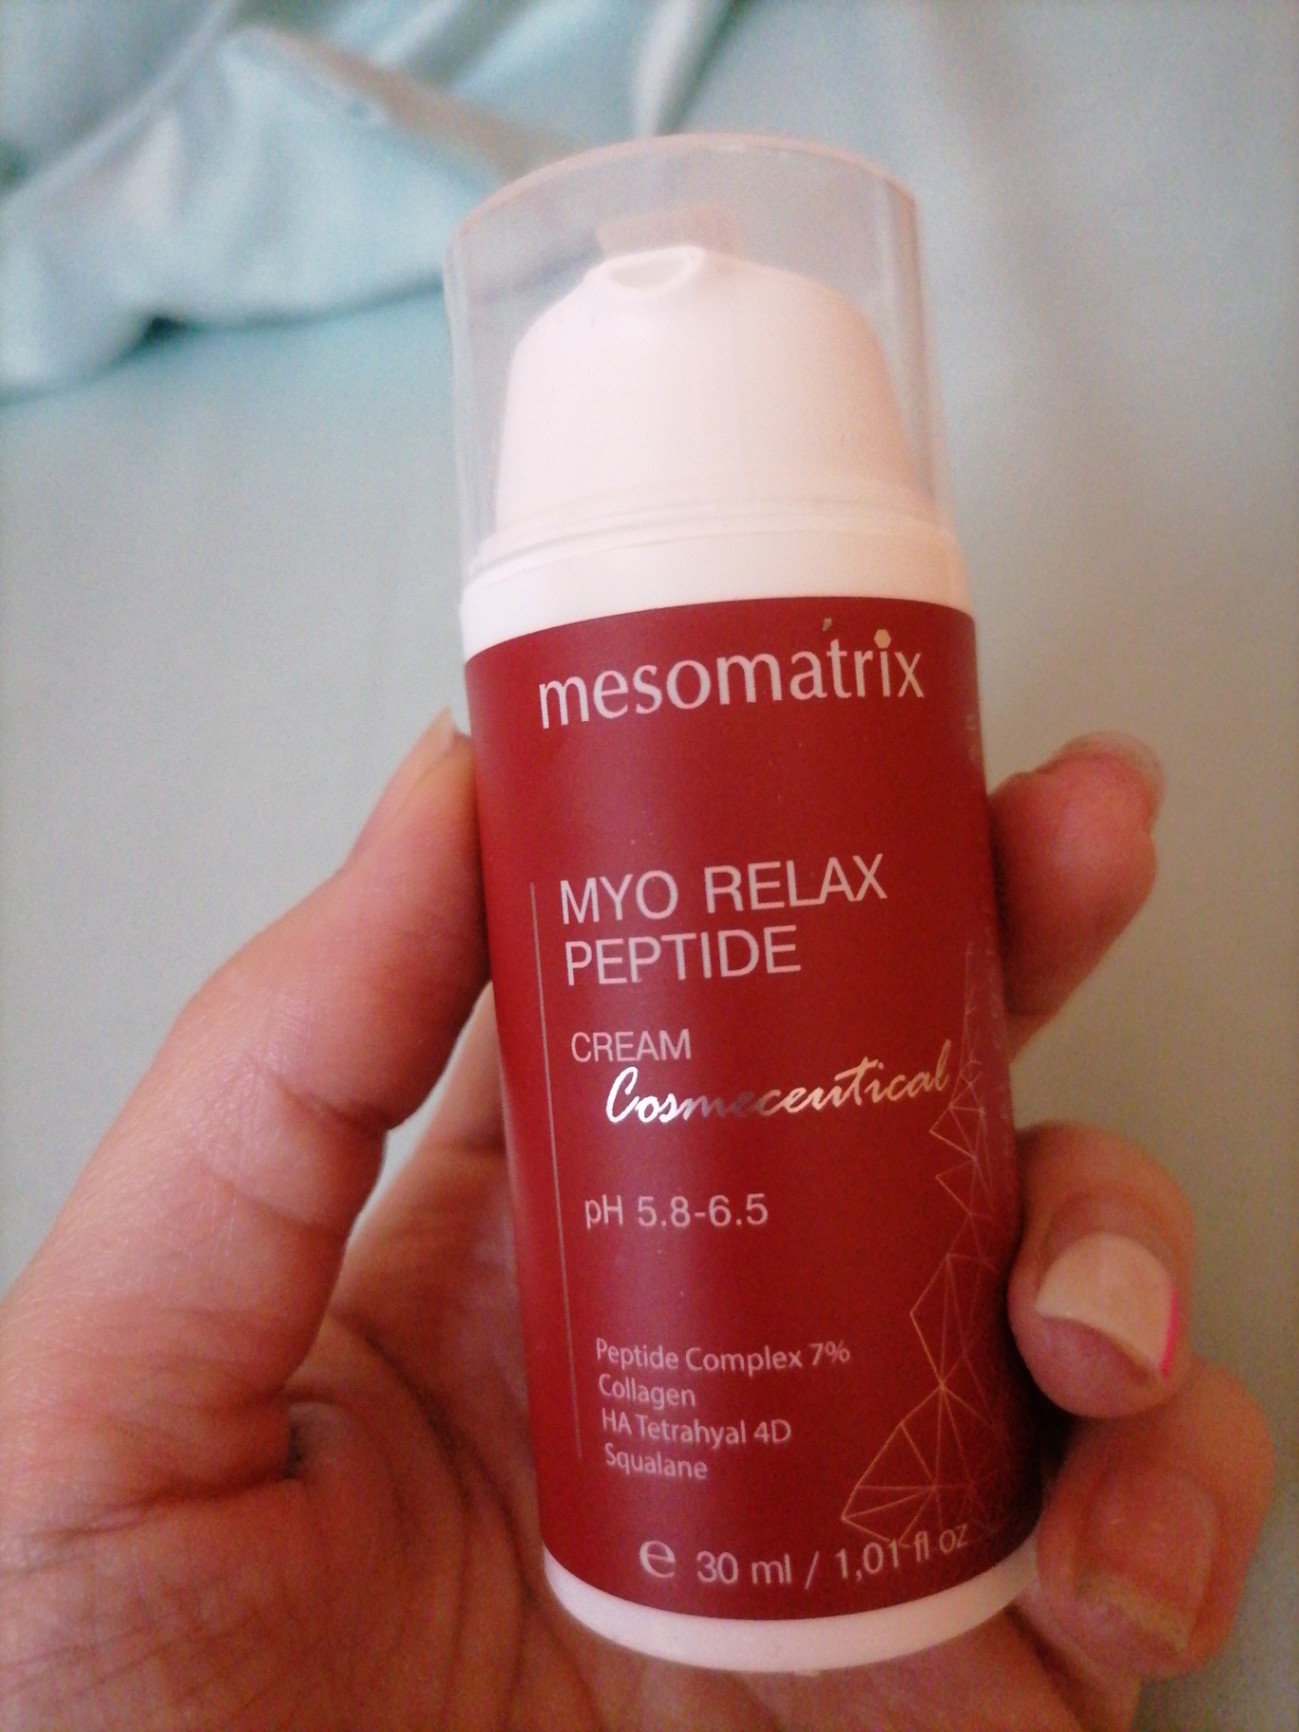 mesomatrix
MYO RELAX
PEPTIDE
CREAM
Cosmeceutical
pH 5.8-6.5
Peptide Complex 7%
Collagen
HA Tetrahyal 4D
Squalane
℮ 30 ml / 1,01 fl oz